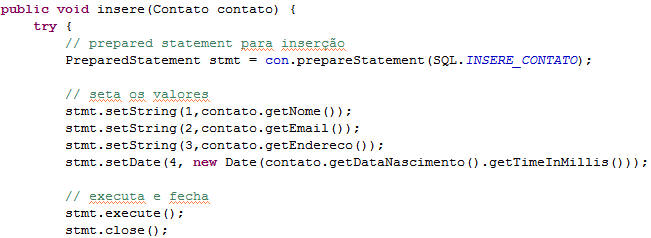 public void insere(Contato contato) {
    try {
        // prepared statement para inserção
        PreparedStatement stmt = con.prepareStatement(SQL.INSERE_CONTATO);

        // seta os valores
        stmt.setString(1,contato.getNome());
        stmt.setString(2,contato.getEmail());
        stmt.setString(3,contato.getEndereco());
        stmt.setDate(4, new Date(contato.getDataNascimento().getTimeInMillis()));

        // executa e fecha
        stmt.execute();
        stmt.close();